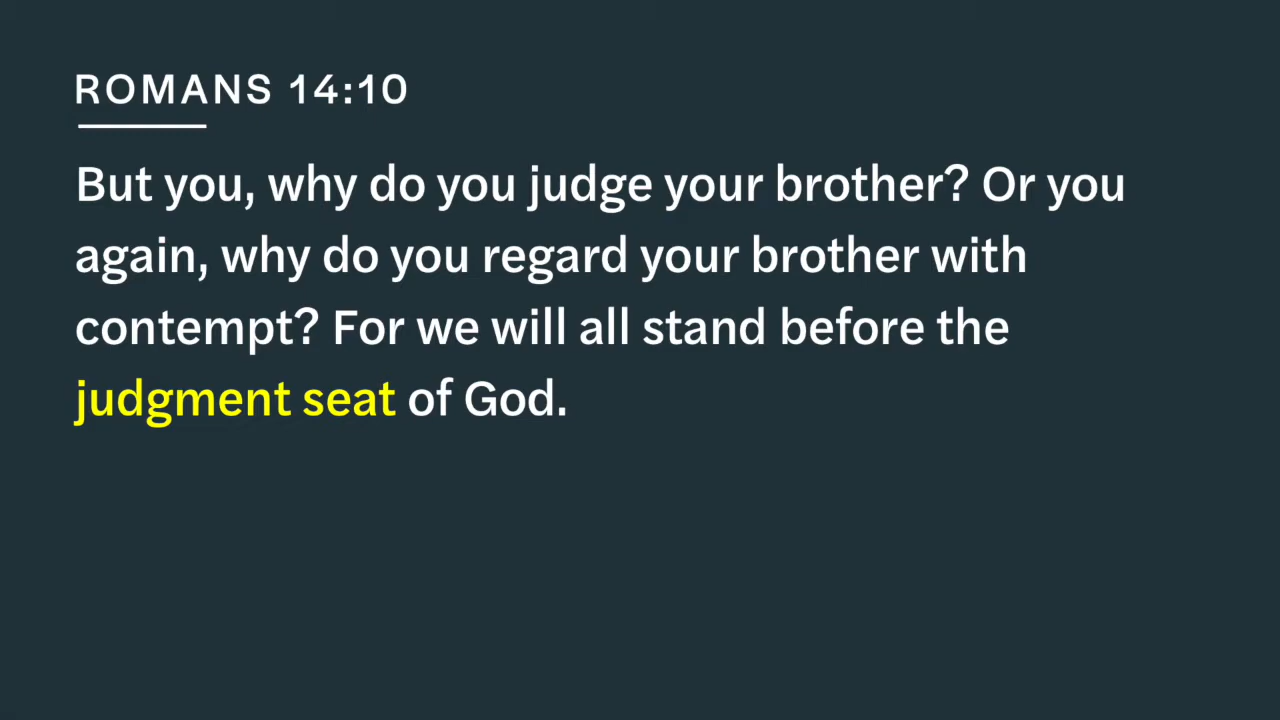 ROMANS 14:10
But you, why do you judge your brother? Or you
again, why do you regard your brother with
contempt? For we will all stand before the
judgment seat of God.